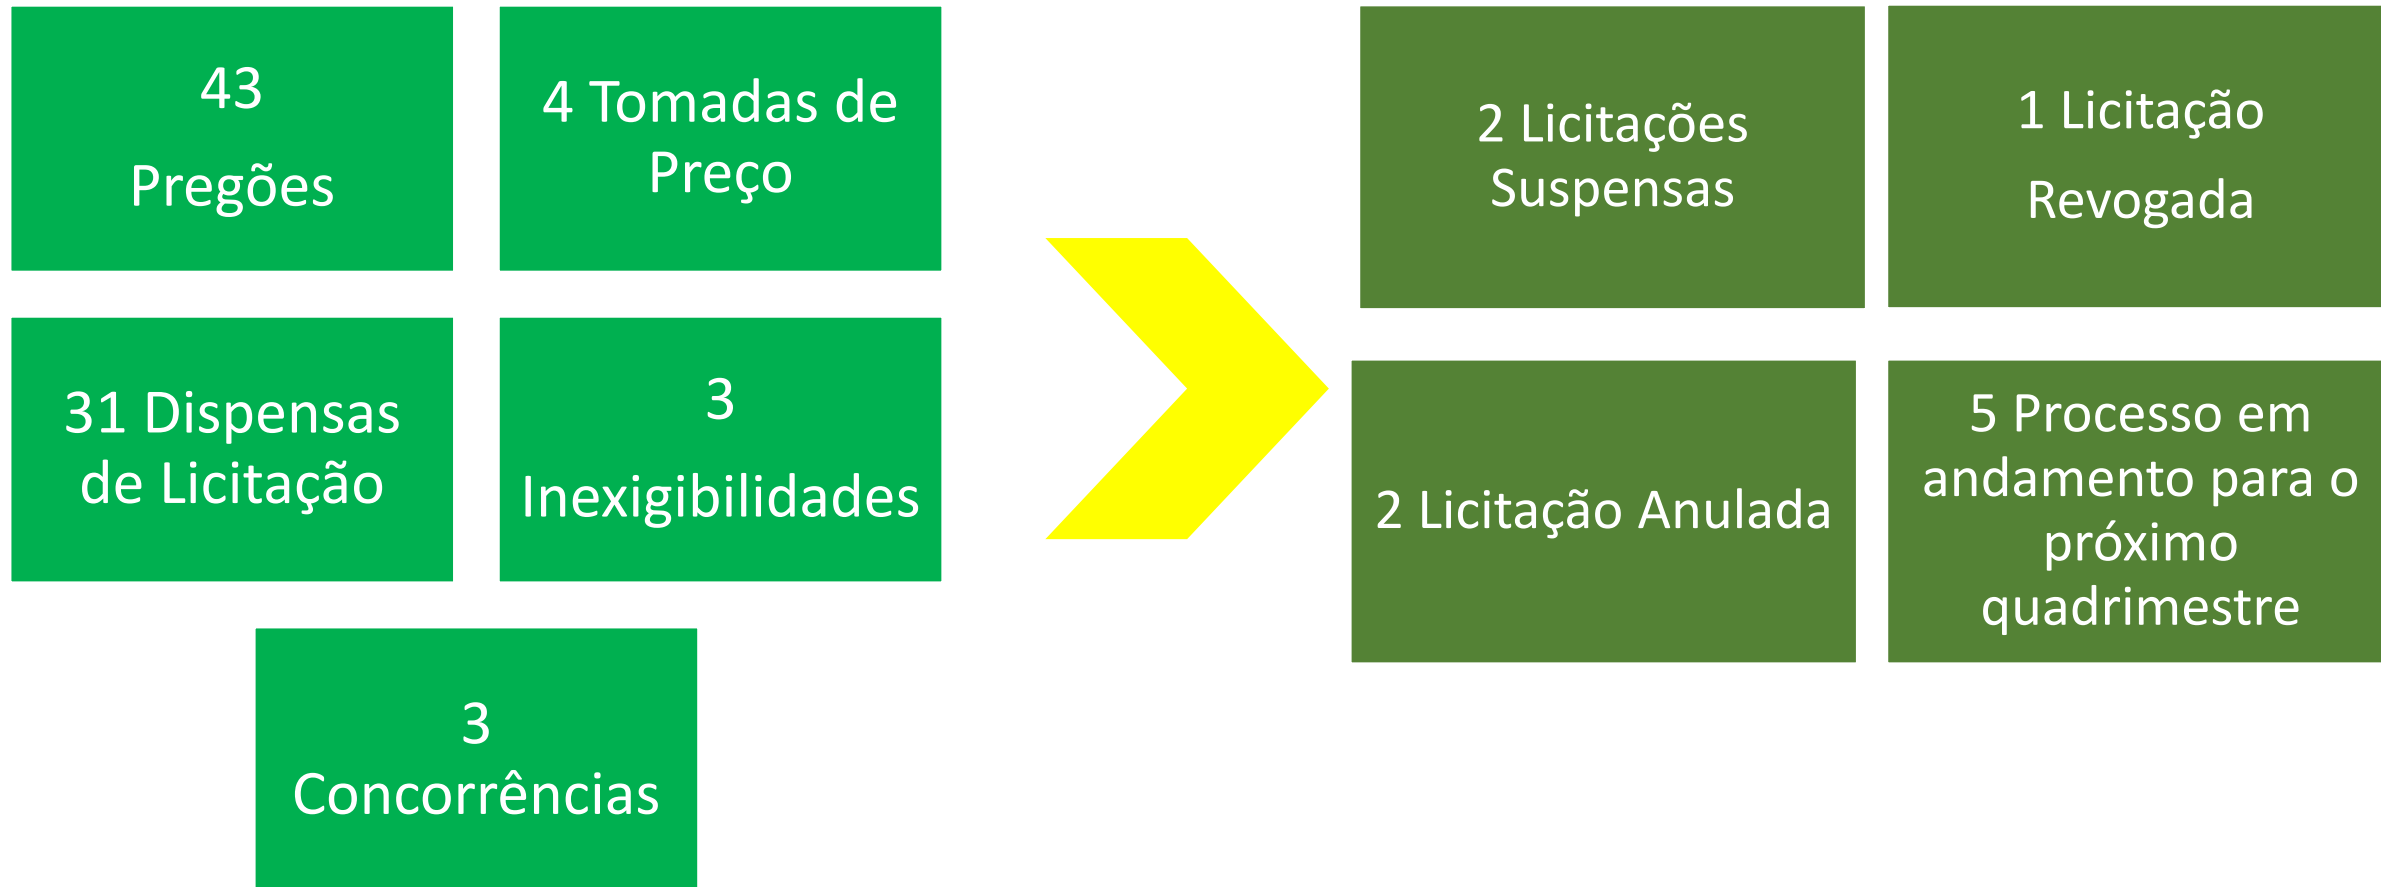 43
Pregões
4 Tomadas de
Preço
31 Dispensas
de Licitação
3
Inexigibilidades
3
Concorrências
2 Licitações
Suspensas
1 Licitação
Revogada
2 Licitação Anulada
5 Processo em
andamento para o
próximo
quadrimestre